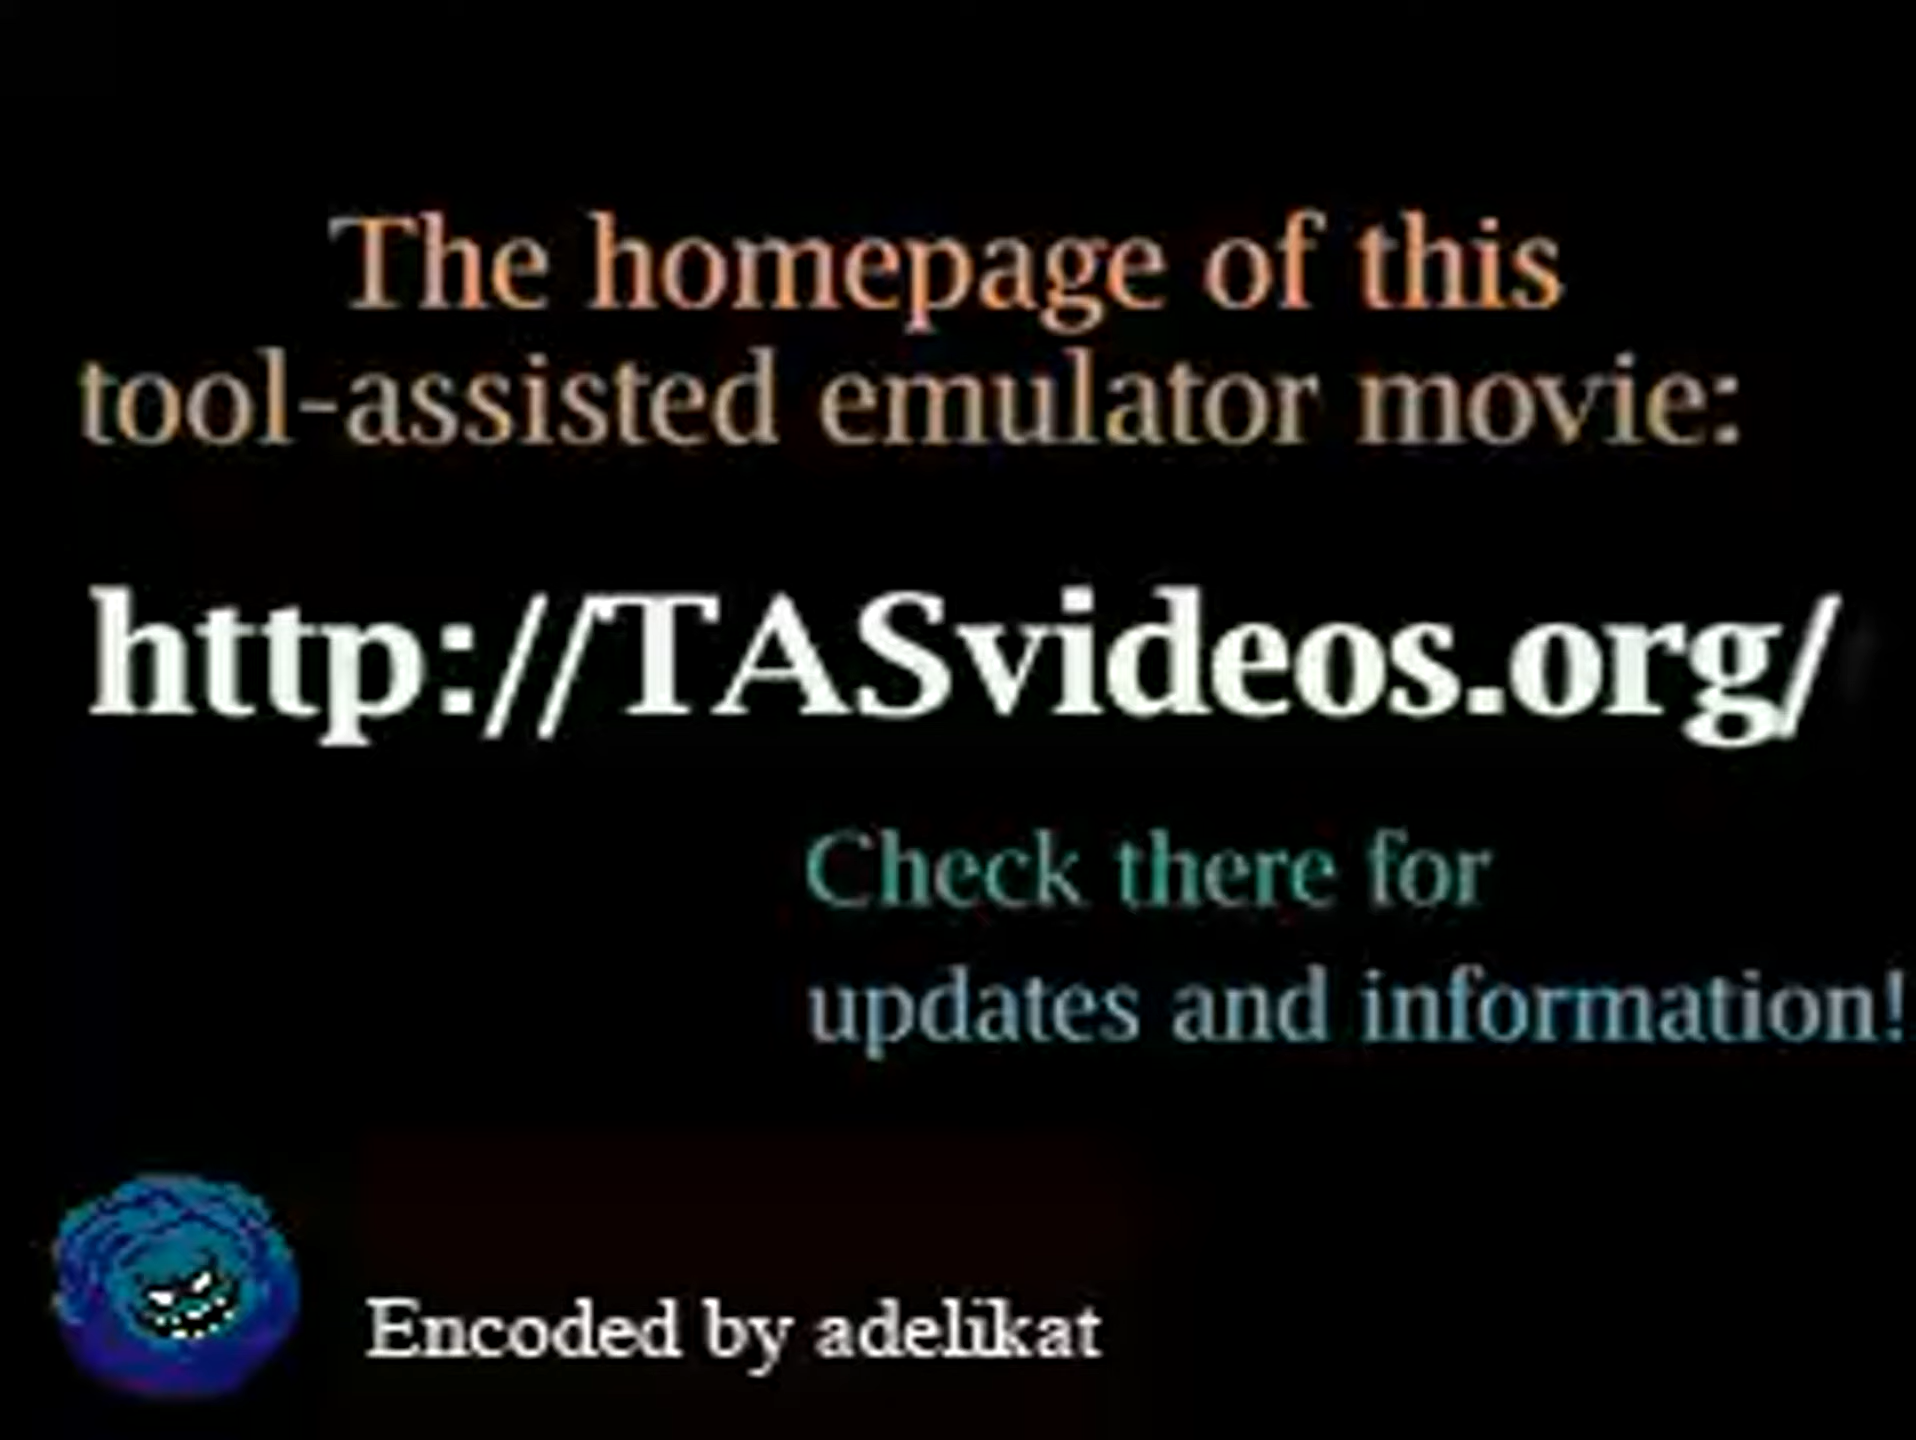 The homepage of this
tool-assisted emulator movie:
http://TASvideos.org/
Check there for
updates and information!
Encoded by adelikat